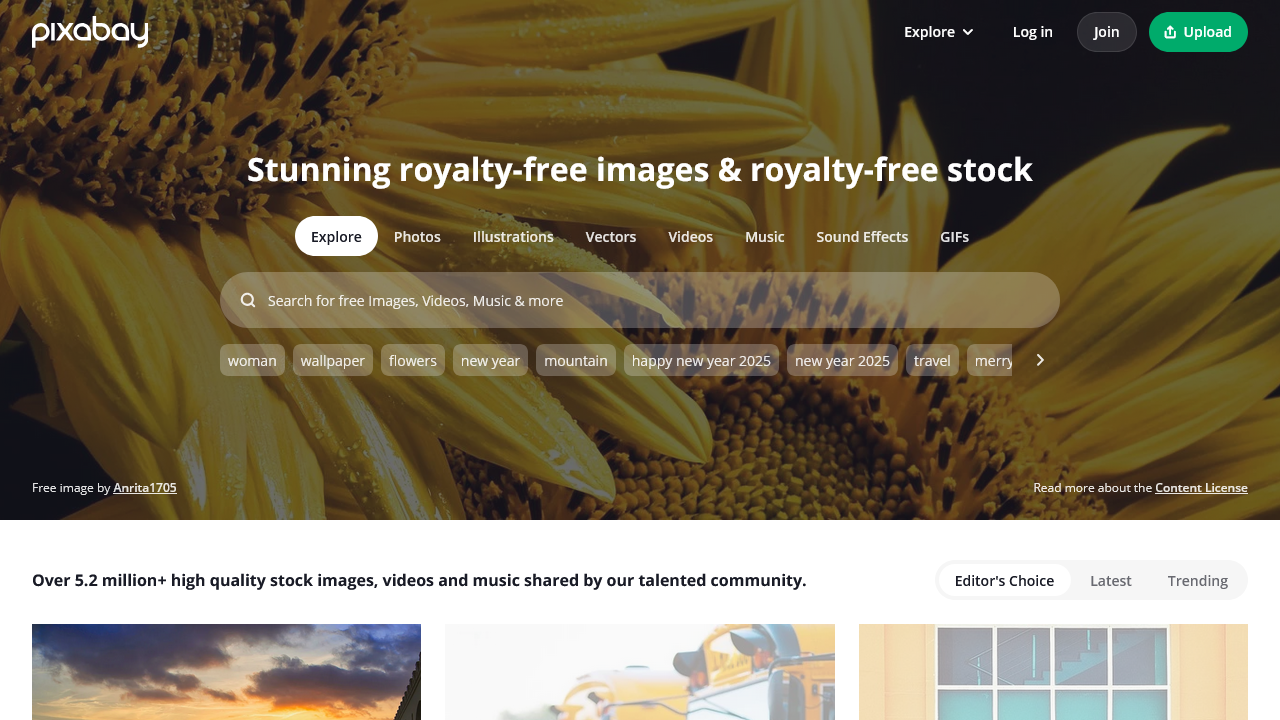 pixabay
Explore
Log in
Join
Upload
Stunning royalty-free images & royalty-free stock
Explore
Photos
Illustrations
Vectors
Videos
Music
Sound Effects
GIFs
Search for free Images, Videos, Music & more
woman
wallpaper
flowers
new year
mountain
happy new year 2025
new year 2025
travel
merry
Free image by Anrita1705
Read more about the Content License
Over 5.2 million+ high quality stock images, videos and music shared by our talented community.
Editor's Choice
Latest
Trending